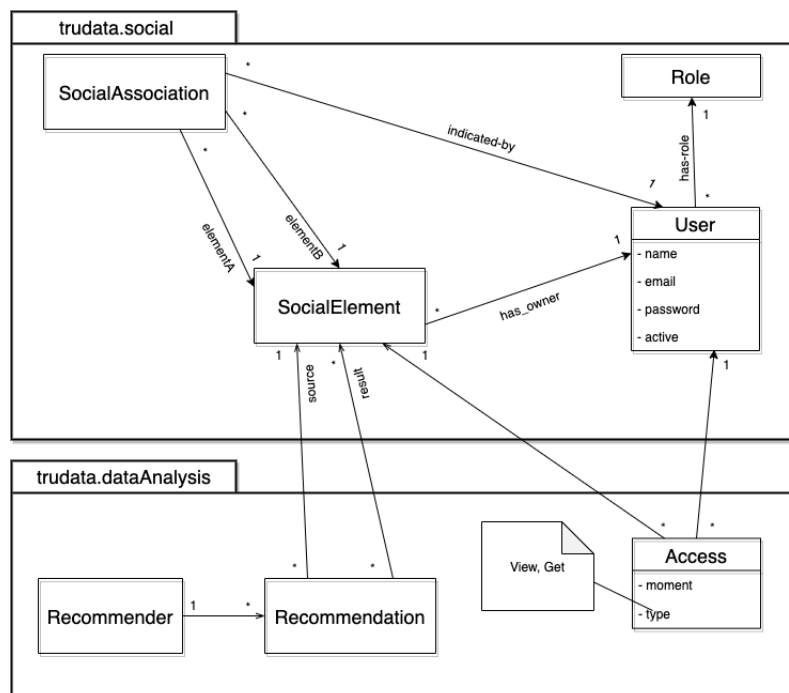 trudata.social
SocialAssociation
Role
*
*
*
indicated-by
1
has-role
1
*
User
- name
- email
- password
- active
elementA
elementB
1
1
1
SocialElement
*
has_owner
1
1
1
source
*
result
trudata.dataAnalysis
View, Get
*
*
Access
- moment
- type
*
*
Recommender
1
*
Recommendation